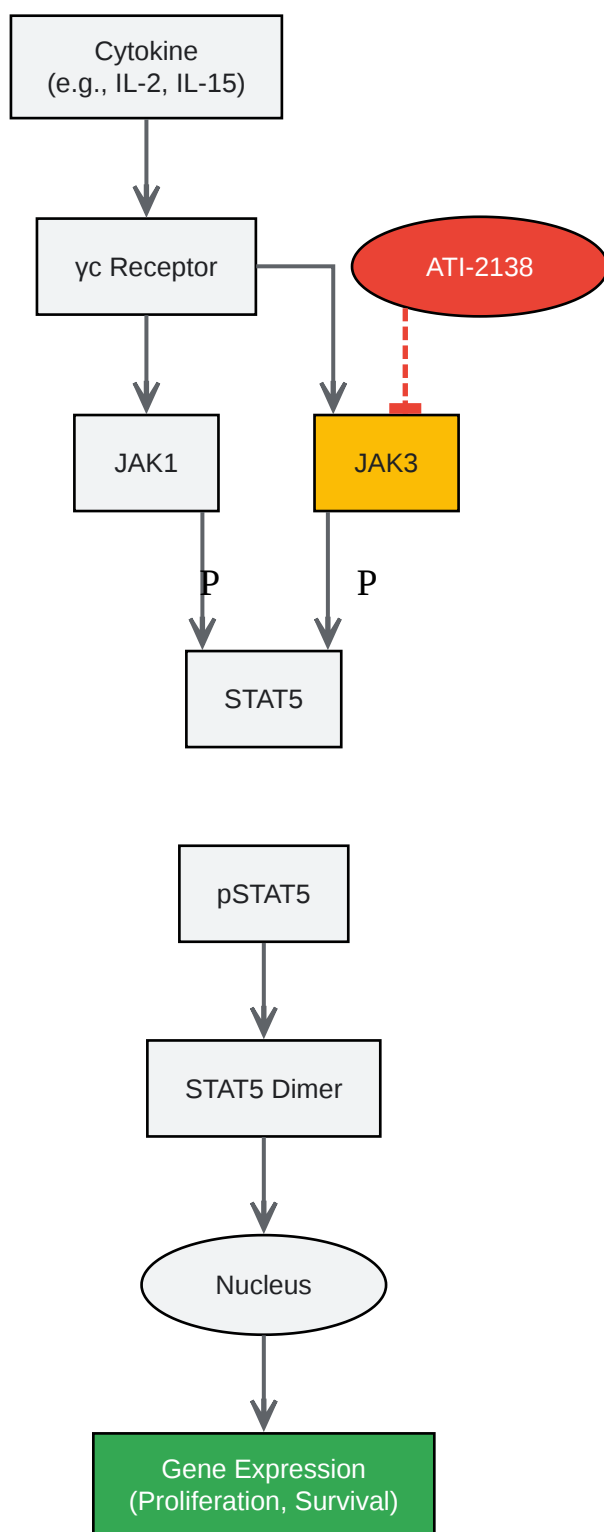 Cytokine
(e.g., IL-2, IL-15)
γc Receptor
ATI-2138
JAK1
JAK3
P
P
STAT5
pSTAT5
STAT5 Dimer
Nucleus
Gene Expression
(Proliferation, Survival)